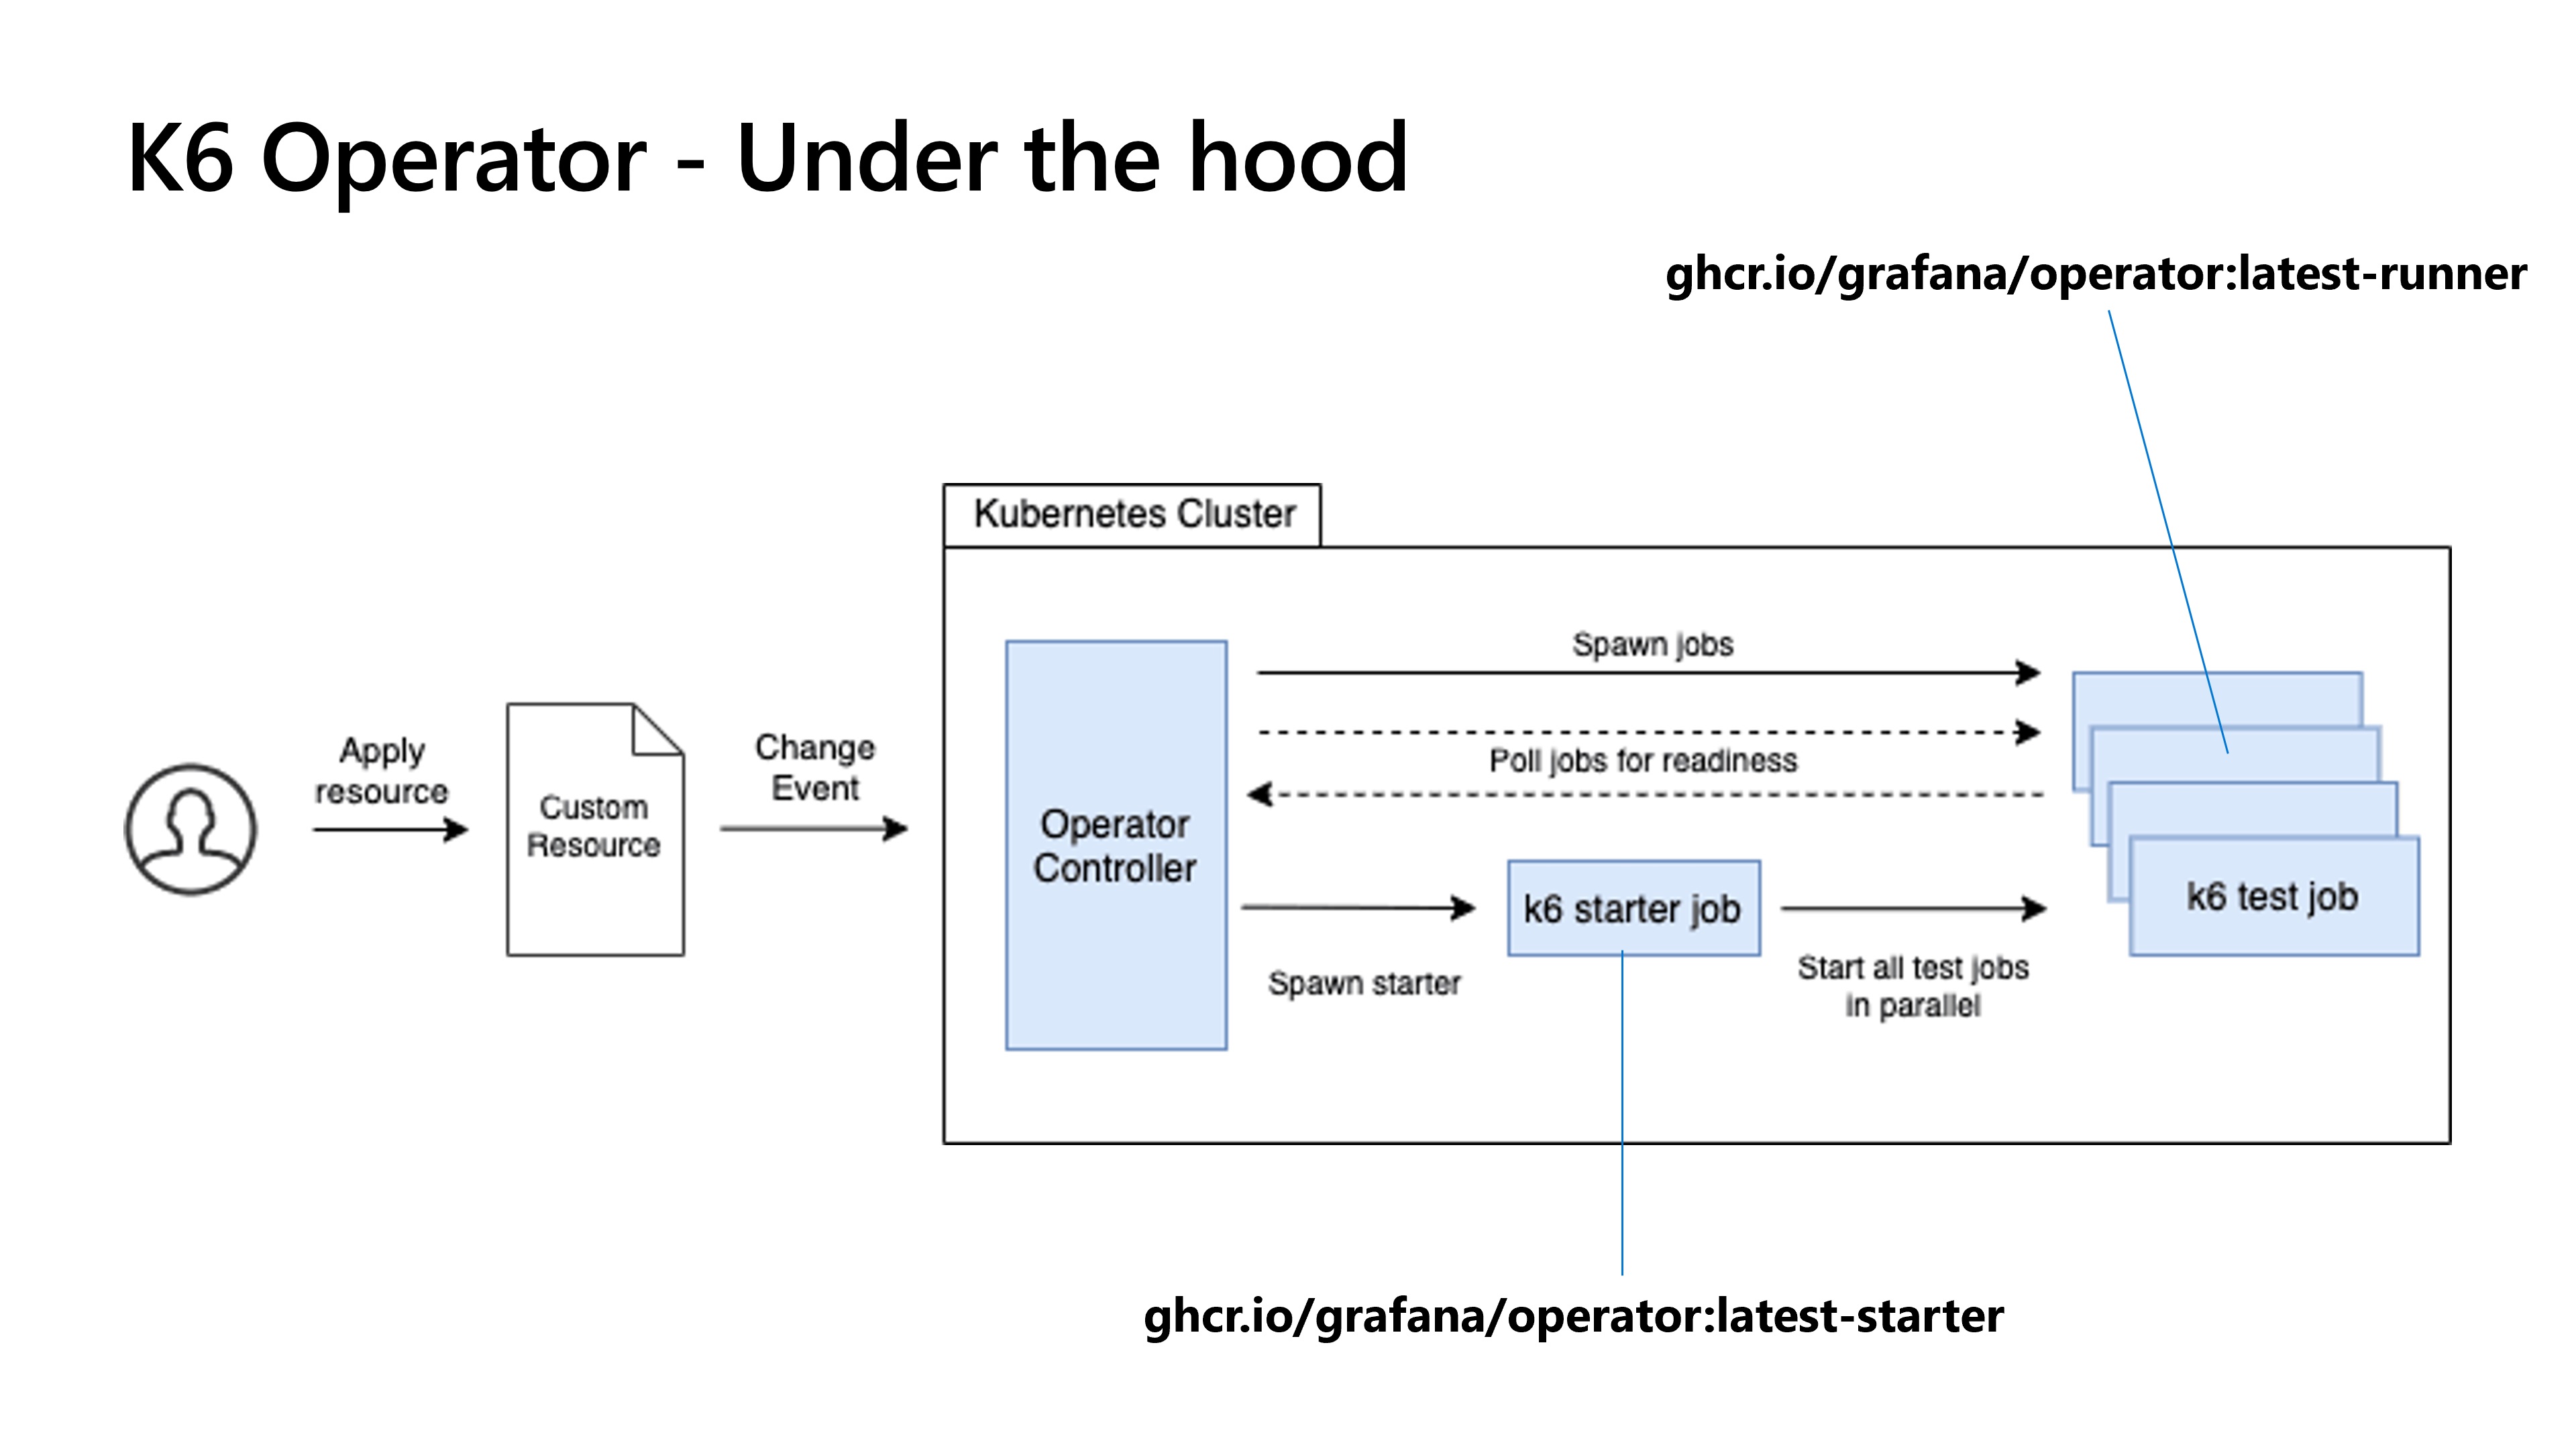 K6 Operator - Under the hood
ghcr.io/grafana/operator:latest-runner
Kubernetes Cluster
Spawn jobs
Poll jobs for readiness
Apply
resource
Custom
Resource
Change
Event
Operator
Controller
k6 starter job
k6 test job
Spawn starter
Start all test jobs
in parallel
ghcr.io/grafana/operator:latest-starter